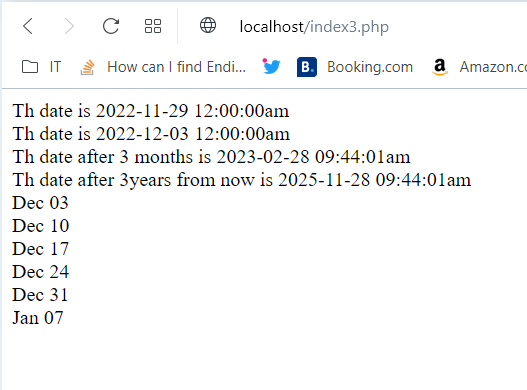 localhost/index3.php
IT How can I find Endi... Booking.com Amazon.co
Th date is 2022-11-29 12:00:00am
Th date is 2022-12-03 12:00:00am
Th date after 3 months is 2023-02-28 09:44:01am
Th date after 3years from now is 2025-11-28 09:44:01am
Dec 03
Dec 10
Dec 17
Dec 24
Dec 31
Jan 07